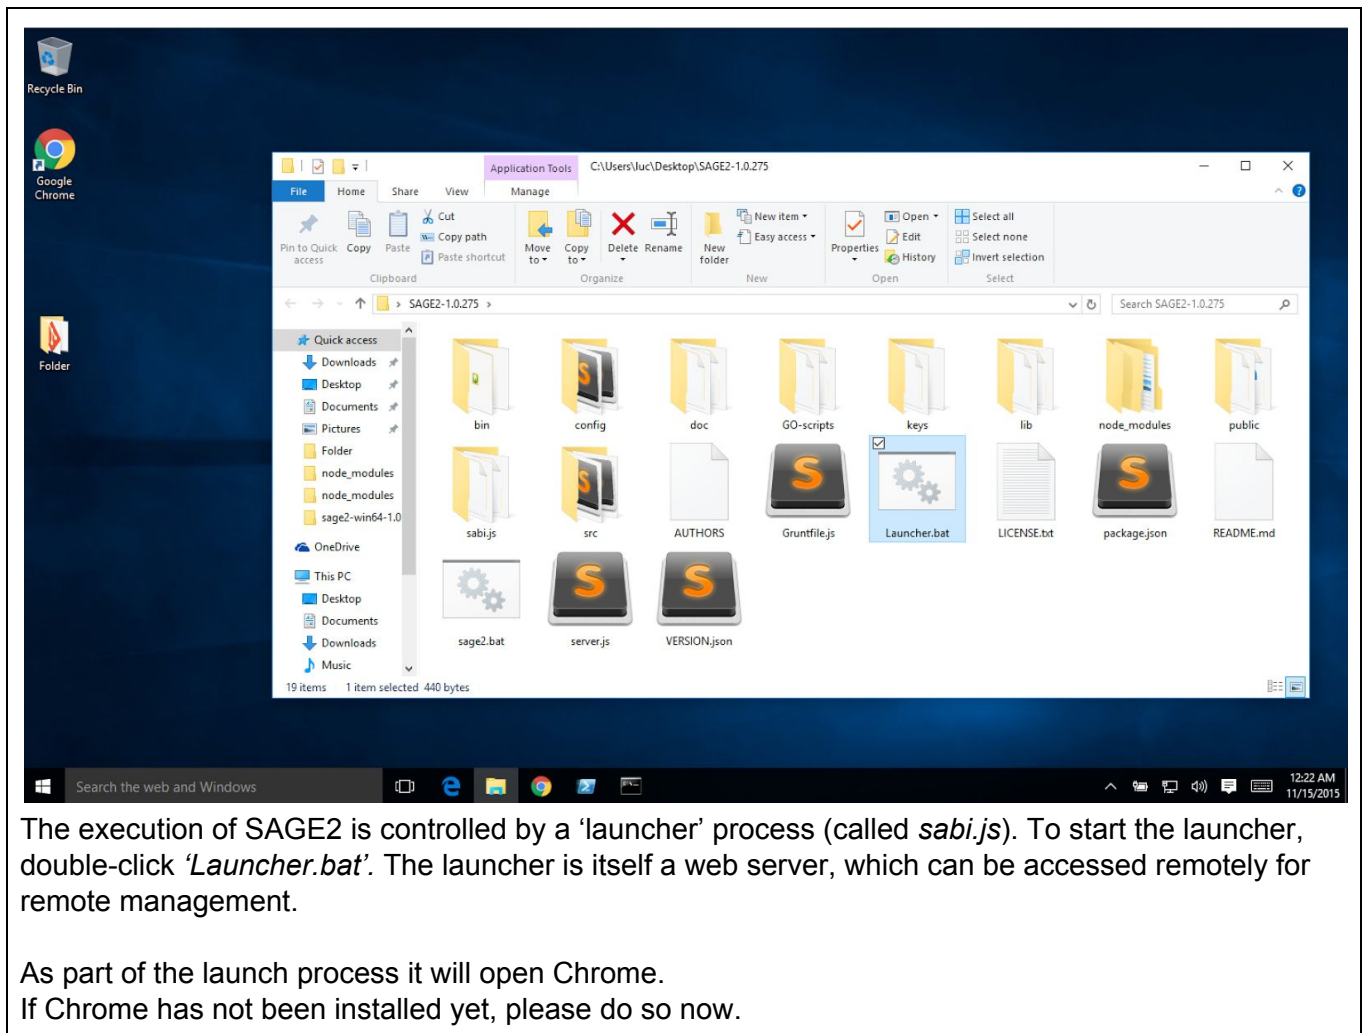 Recycle Bin
Google
Chrome
Folder
Application Tools
C:\Users\luc\Desktop\SAGE2-1.0.275
File
Home
Share
View
Manage
Pin to Quick
access
Copy
Paste
Cut
Copy path
Paste shortcut
Clipboard
Move
to
Copy
to
Delete
Rename
Organize
New
folder
New item
Easy access
New
Properties
Open
Edit
History
Open
Select all
Select none
Invert selection
Select
SAGE2-1.0.275
Search SAGE2-1.0.275
Quick access
Downloads
Desktop
Documents
Pictures
Folder
node_modules
node_modules
sage2-win64-1.0
OneDrive
This PC
Desktop
Documents
Downloads
Music
bin
config
doc
GO-scripts
keys
lib
node_modules
public
sabi.js
src
AUTHORS
Gruntfile.js
Launcher.bat
LICENSE.txt
package.json
README.md
sage2.bat
server.js
VERSION.json
19 items 1 item selected 440 bytes
Search the web and Windows
12:22 AM
11/15/2015
The execution of SAGE2 is controlled by a ‘launcher’ process (called sabi.js). To start the launcher,
double-click ‘Launcher.bat’. The launcher is itself a web server, which can be accessed remotely for
remote management.
As part of the launch process it will open Chrome.
If Chrome has not been installed yet, please do so now.